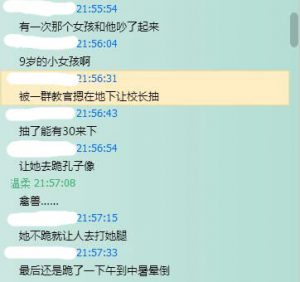 21:55:54
有一次那个女孩和他吵了起来
21:56:04
9岁的小女孩啊
21:56:31
被一群教官摁在地下让校长抽
21:56:43
抽了能有30来下
21:56:54
让她去跪孔子像
温柔 21:57:08
禽兽……
21:57:15
她不跪就让人去打她腿
21:57:33
最后还是跪了一下午到中暑晕倒